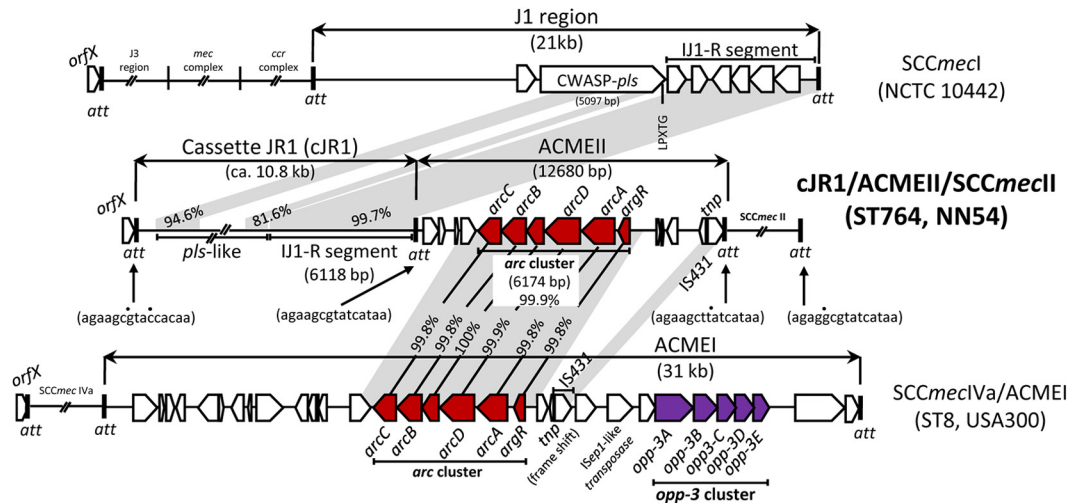 J1 region
(21kb)
orfX
J3
region
mec
complex
ccr
complex
IJ1-R segment
CWASP-pls
(5097 bp)
att
att
att
LPXTG
SCCmecI
(NCTC 10442)
Cassette JR1 (cJR1)
(ca. 10.8 kb)
ACMEII
(12680 bp)
orfX
94.6%
81.6%
99.7%
arcC
arcB
arcD
arcA
argR
tnp
SCCmec II
att
pls-like
IJ1-R segment
(6118 bp)
att
arc cluster
(6174 bp)
99.9%
IS431
att
att
cJR1/ACMEII/SCCmecII
(ST764, NN54)
(agaagcgtaccacaa)
(agaagcgtatcataa)
(agaagcttatcataa)
(agaggcgtatcataa)
99.8%
99.8%
100%
99.9%
99.8%
99.8%
ACMEI
(31 kb)
orfX
SCCmec IVa
IS431
att
att
arcC
arcB
arcD
arcA
argR
tnp
(frame shift)
ISep1-like
transposase
opp-3A
opp-3B
opp3-C
opp-3D
opp-3E
att
arc cluster
opp-3 cluster
SCCmecIVa/ACMEI
(ST8, USA300)